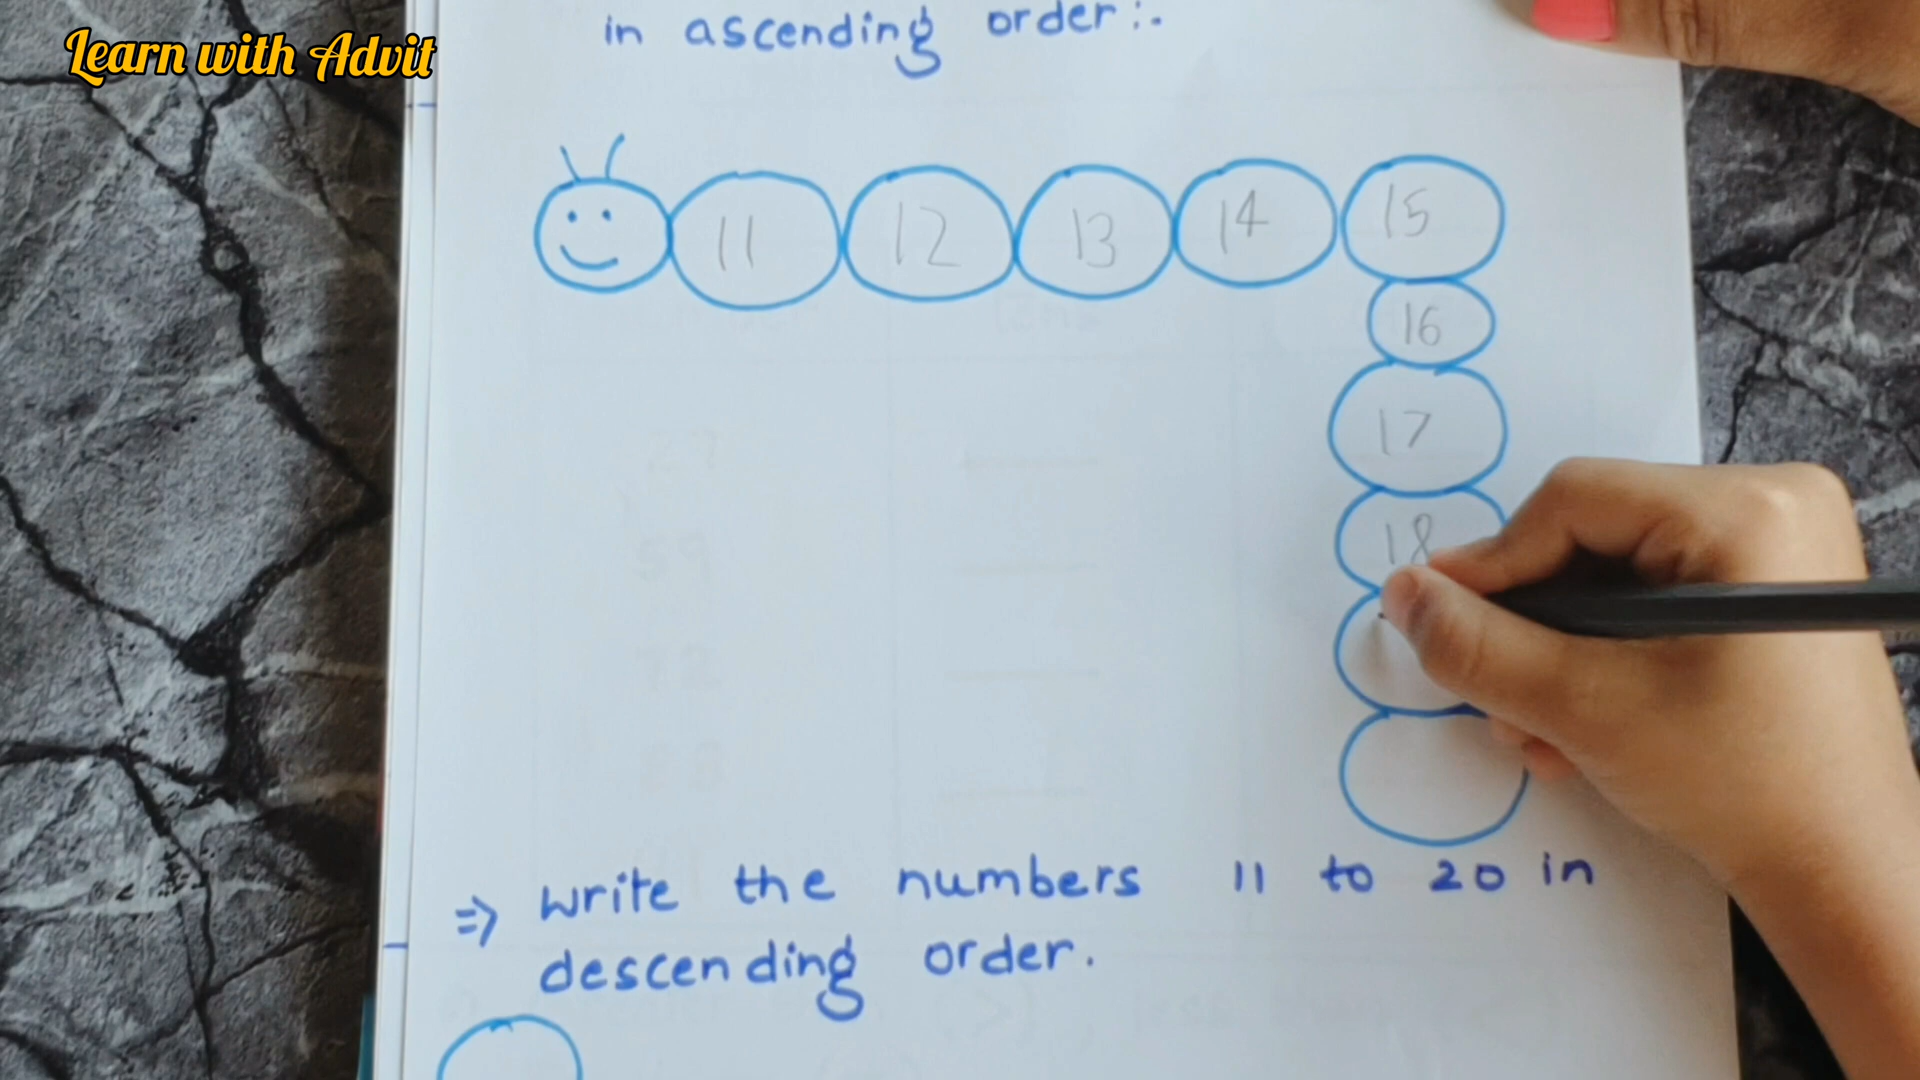 Learn with Advit
in ascending order:.
11 12 13 14 15
16
17
18
⇒ write the numbers 11 to 20 in
descending order.